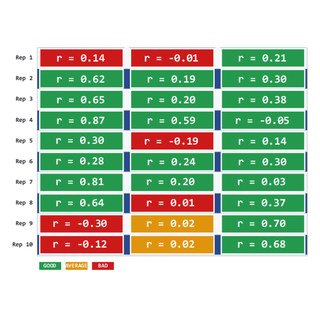 Rep 1 r = 0.14 r = -0.01 r = 0.21
Rep 2 r = 0.62 r = 0.19 r = 0.30
Rep 3 r = 0.65 r = 0.20 r = 0.38
Rep 4 r = 0.87 r = 0.59 r = -0.05
Rep 5 r = 0.30 r = -0.19 r = 0.14
Rep 6 r = 0.28 r = 0.24 r = 0.30
Rep 7 r = 0.81 r = 0.20 r = 0.03
Rep 8 r = 0.64 r = 0.01 r = 0.37
Rep 9 r = -0.30 r = 0.02 r = 0.70
Rep 10 r = -0.12 r = 0.02 r = 0.68
GOOD AVERAGE BAD